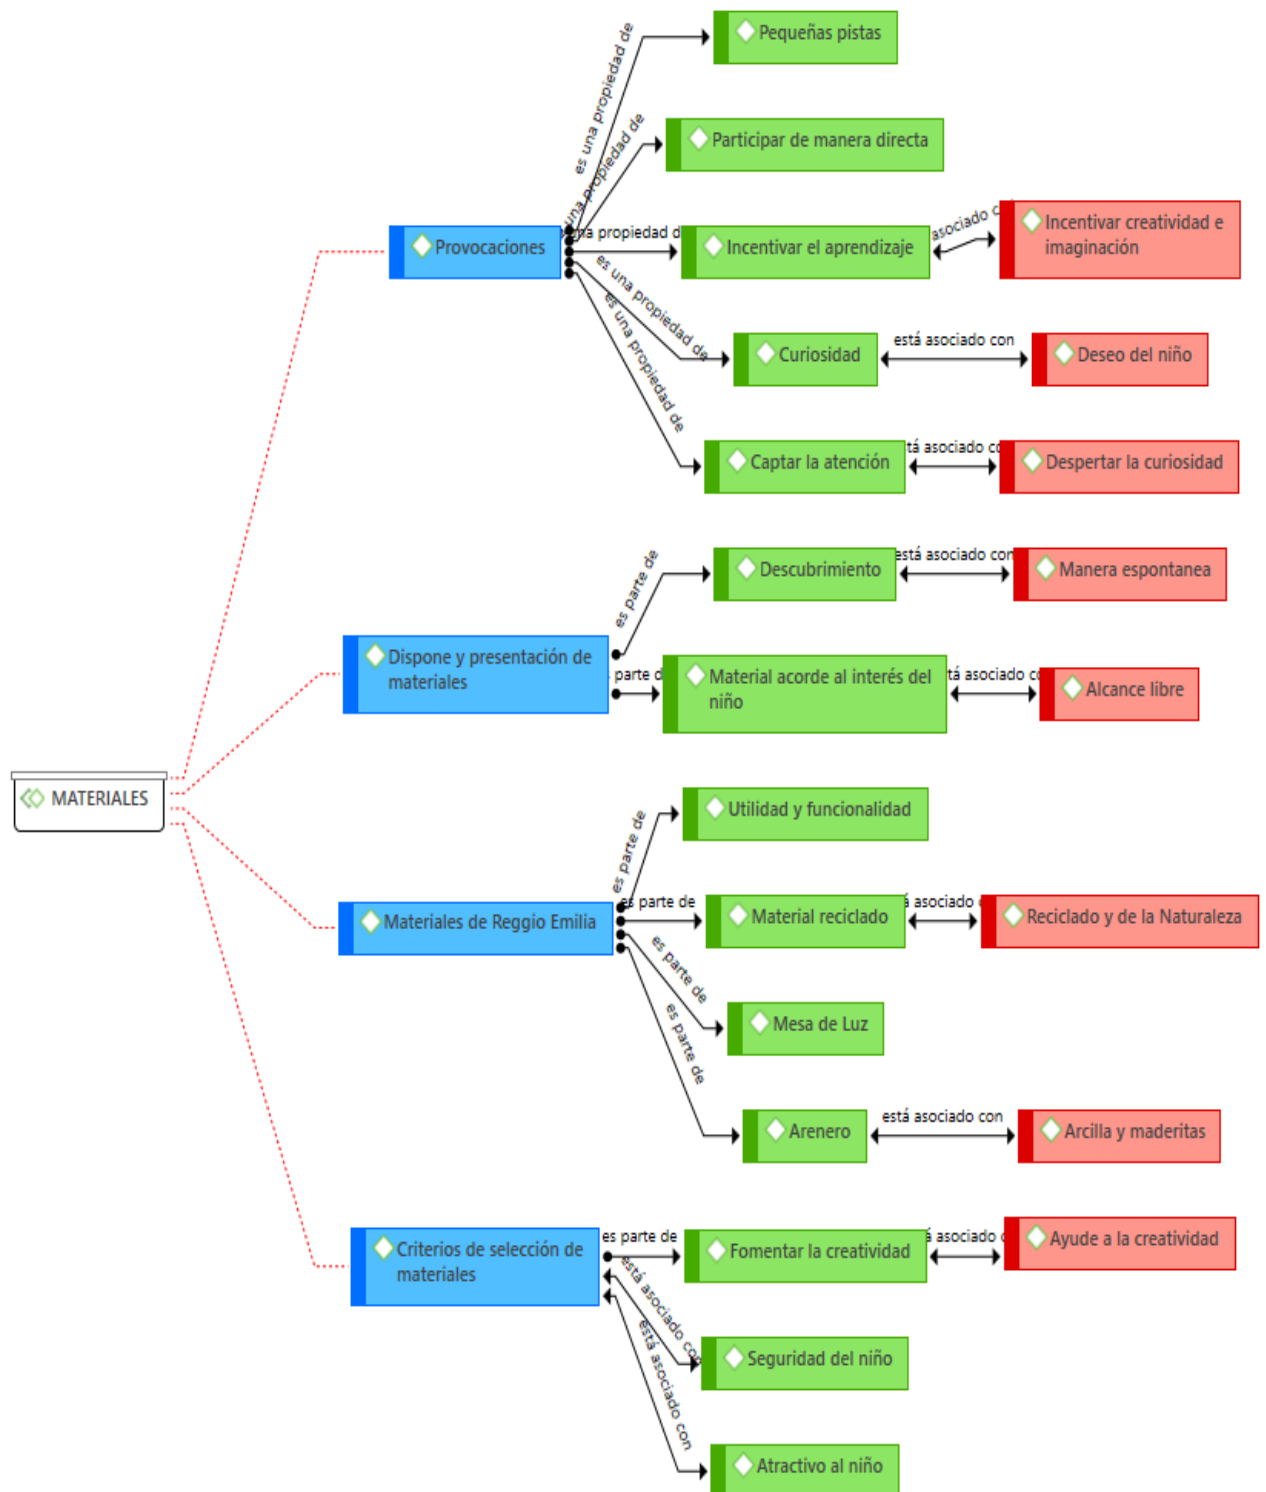 Pequeñas pistas
es una propiedad de
Participar de manera directa
una propiedad de
Provocaciones
una propiedad d
Incentivar el aprendizaje
asociado c
Incentivar creatividad e
imaginación
es una propiedad de
Curiosidad
está asociado con
Deseo del niño
es una propiedad de
Captar la atención
tá asociado co
Despertar la curiosidad
es parte de
Descubrimiento
está asociado con
Manera espontanea
Dispone y presentación de
materiales
parte d
Material acorde al interés del
niño
tá asociado co
Alcance libre
MATERIALES
es parte de
Utilidad y funcionalidad
Materiales de Reggio Emilia
es parte de
Material reciclado
á asociado
Reciclado y de la Naturaleza
es parte de
Mesa de Luz
es parte de
Arenero
está asociado con
Arcilla y maderitas
Criterios de selección de
materiales
es parte de
Fomentar la creatividad
á asociado
Ayude a la creatividad
está asociado con
Seguridad del niño
está asociado con
Atractivo al niño